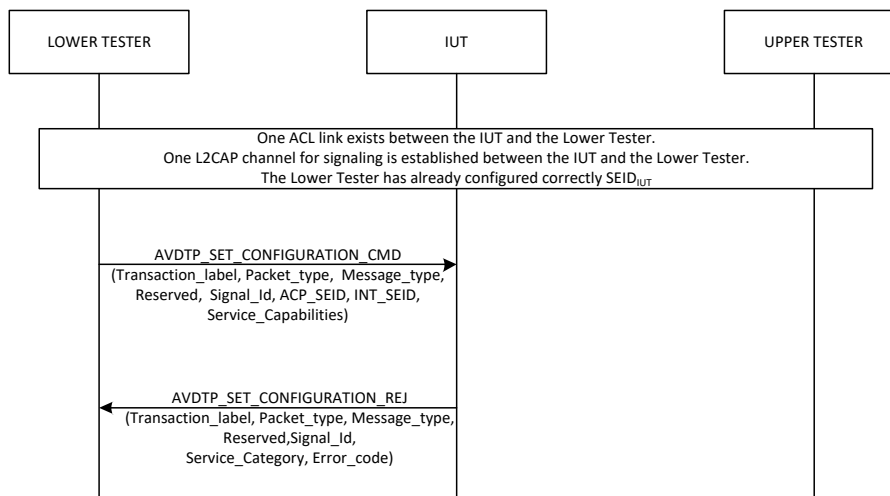 LOWER TESTER
IUT
UPPER TESTER
One ACL link exists between the IUT and the Lower Tester.
One L2CAP channel for signaling is established between the IUT and the Lower Tester.
The Lower Tester has already configured correctly SEIDIUT
AVDTP_SET_CONFIGURATION_CMD
(Transaction_label, Packet_type, Message_type,
Reserved, Signal_Id, ACP_SEID, INT_SEID,
Service_Capabilities)
AVDTP_SET_CONFIGURATION_REJ
(Transaction_label, Packet_type, Message_type,
Reserved,Signal_Id,
Service_Category, Error_code)